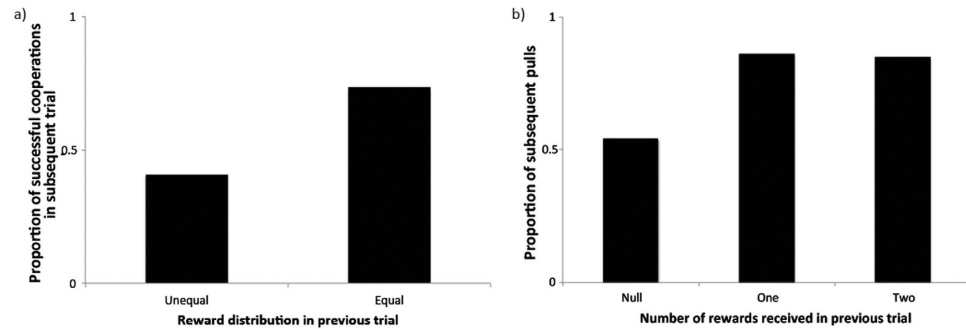 a)
Proportion of successful cooperations
in subsequent trial
1
0.5
0
Unequal Equal
Reward distribution in previous trial
b)
Proportion of subsequent pulls
1
0.5
0
Null One Two
Number of rewards received in previous trial